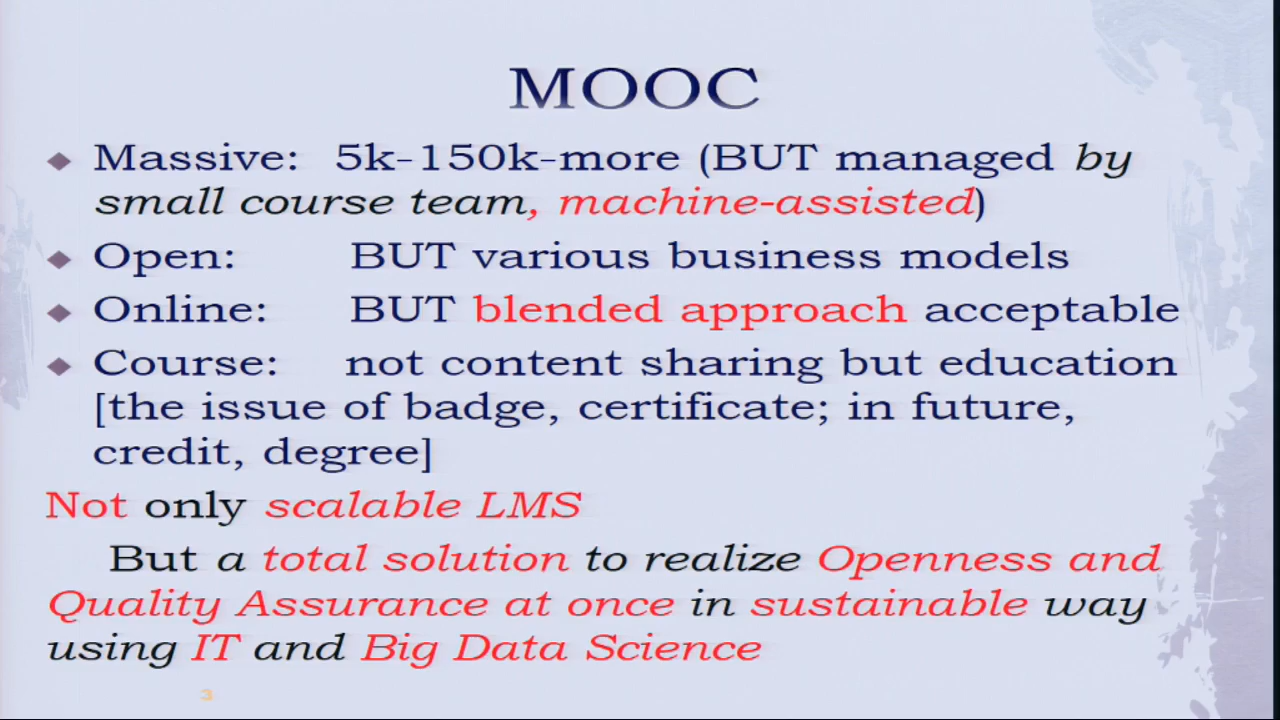 MOOC
Massive: 5k-150k-more (BUT managed by
small course team, machine-assisted)
Open: BUT various business models
Online: BUT blended approach acceptable
Course: not content sharing but education
[the issue of badge, certificate; in future,
credit, degree]
Not only scalable LMS
But a total solution to realize Openness and
Quality Assurance at once in sustainable way
using IT and Big Data Science
3